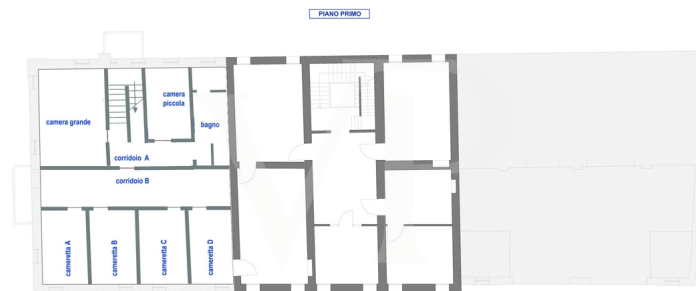 PIANO PRIMO
camera grande
camera
piccola
bagno
corridoio A
corridoio B
cameretta A
cameretta B
cameretta C
cameretta D